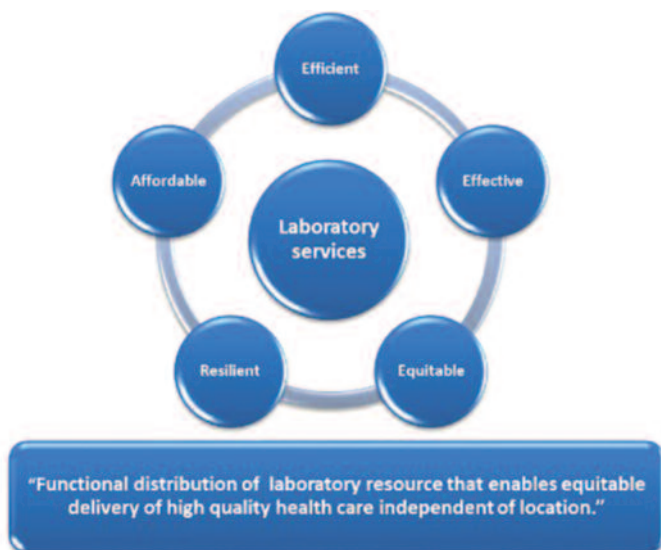 Efficient
Affordable
Effective
Laboratory
services
Resilient
Equitable
“Functional distribution of laboratory resource that enables equitable
delivery of high quality health care independent of location.”